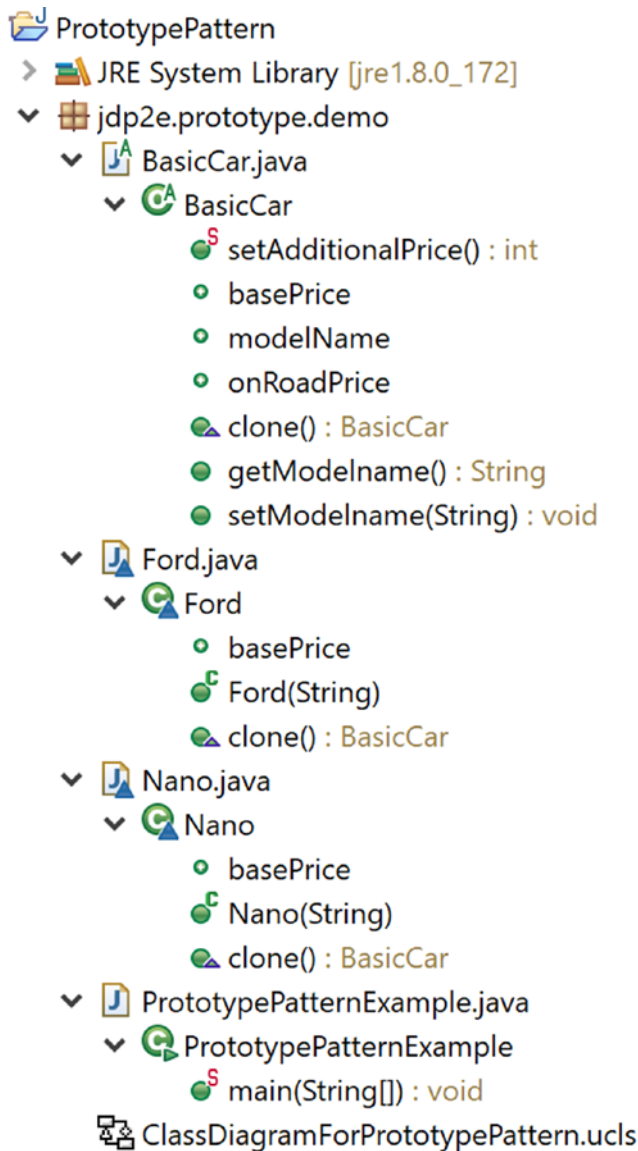 PrototypePattern
JRE System Library [jre1.8.0_172]
jdp2e.prototype.demo
BasicCar.java
BasicCar
setAdditionalPrice() : int
basePrice
modelName
onRoadPrice
clone() : BasicCar
getModelname() : String
setModelname(String) : void
Ford.java
Ford
basePrice
Ford(String)
clone() : BasicCar
Nano.java
Nano
basePrice
Nano(String)
clone() : BasicCar
PrototypePatternExample.java
PrototypePatternExample
main(String[]) : void
ClassDiagramForPrototypePattern.ucls